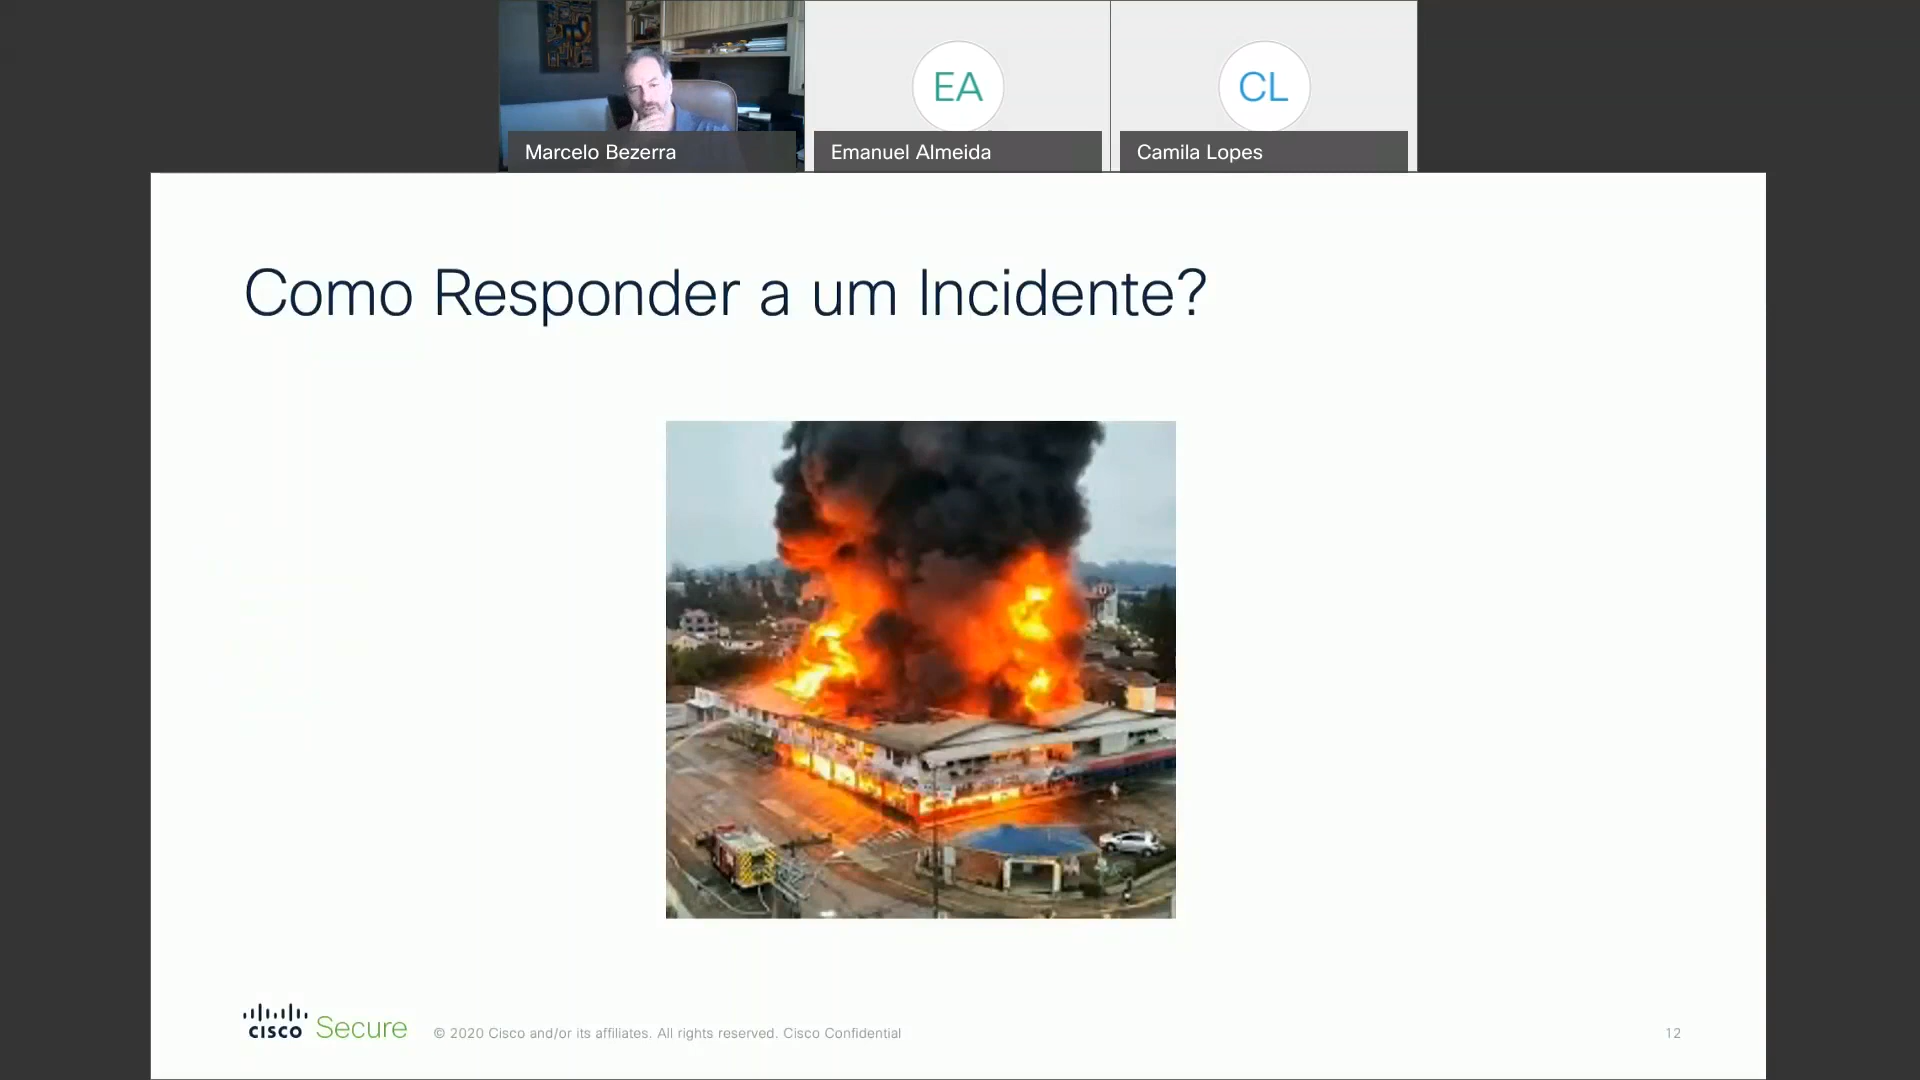 EA
CL
Marcelo Bezerra
Emanuel Almeida
Camila Lopes
Como Responder a um Incidente?
cisco Secure
© 2020 Cisco and/or its affiliates. All rights reserved. Cisco Confidential
12